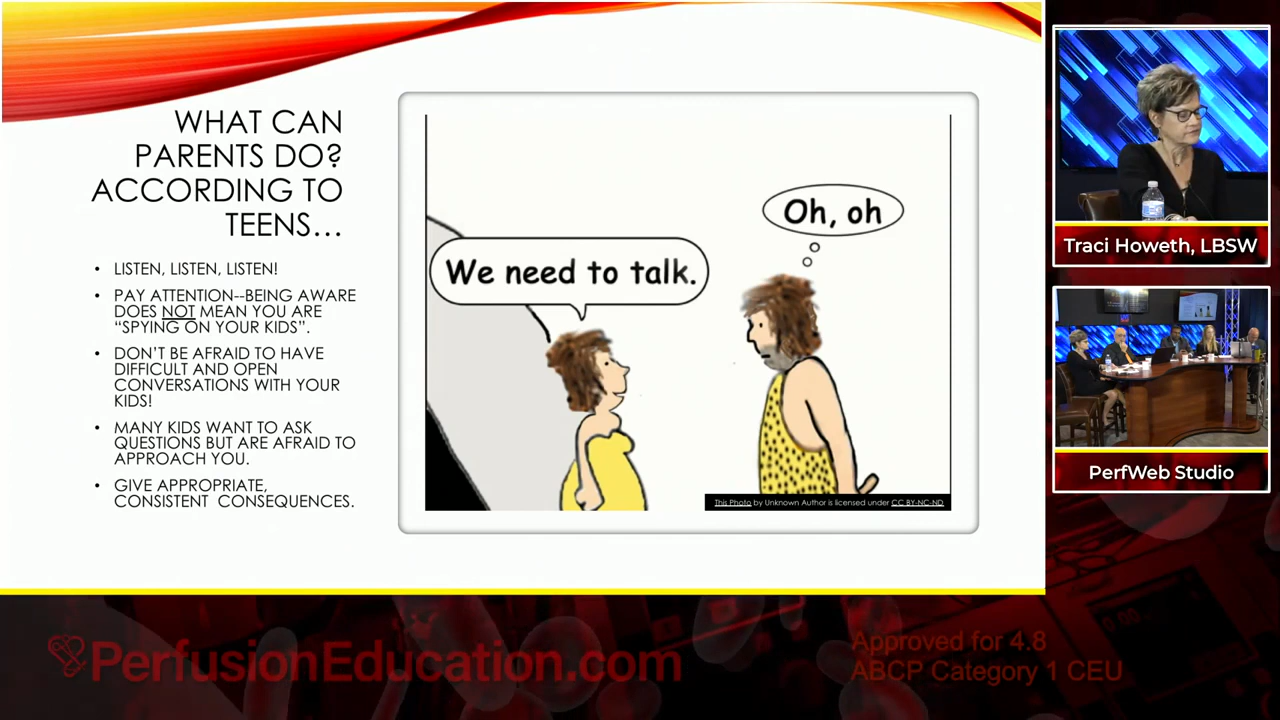 WHAT CAN
PARENTS DO?
ACCORDING TO
TEENS…
• LISTEN, LISTEN, LISTEN!
• PAY ATTENTION--BEING AWARE
DOES NOT MEAN YOU ARE
“SPYING ON YOUR KIDS”.
• DON’T BE AFRAID TO HAVE
DIFFICULT AND OPEN
CONVERSATIONS WITH YOUR
KIDS!
• MANY KIDS WANT TO ASK
QUESTIONS BUT ARE AFRAID TO
APPROACH YOU.
• GIVE APPROPRIATE,
CONSISTENT CONSEQUENCES.
Oh, oh
We need to talk.
This Photo by Unknown Author is licensed under CC BY-NC-ND
Traci Howeth, LBSW
PerfWeb Studio
PerfusionEducation.com
Approved for 4.8
ABCP Category 1 CEU